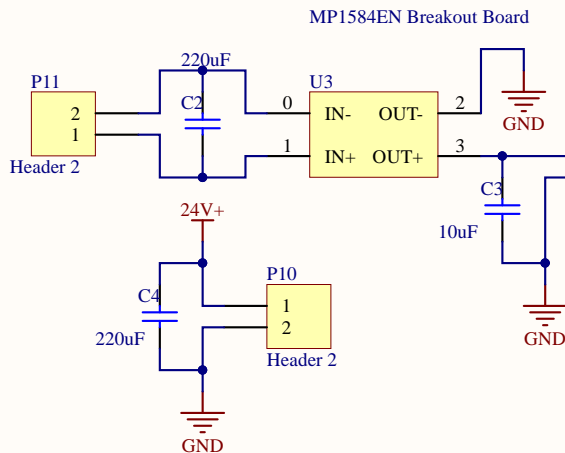 MP1584EN Breakout Board
220uF
P11
2
1
Header 2
C2
U3
0 IN- OUT- 2
1 IN+ OUT+ 3
GND
C3
10uF
GND
24V+
P10
1
2
Header 2
C4
220uF
GND